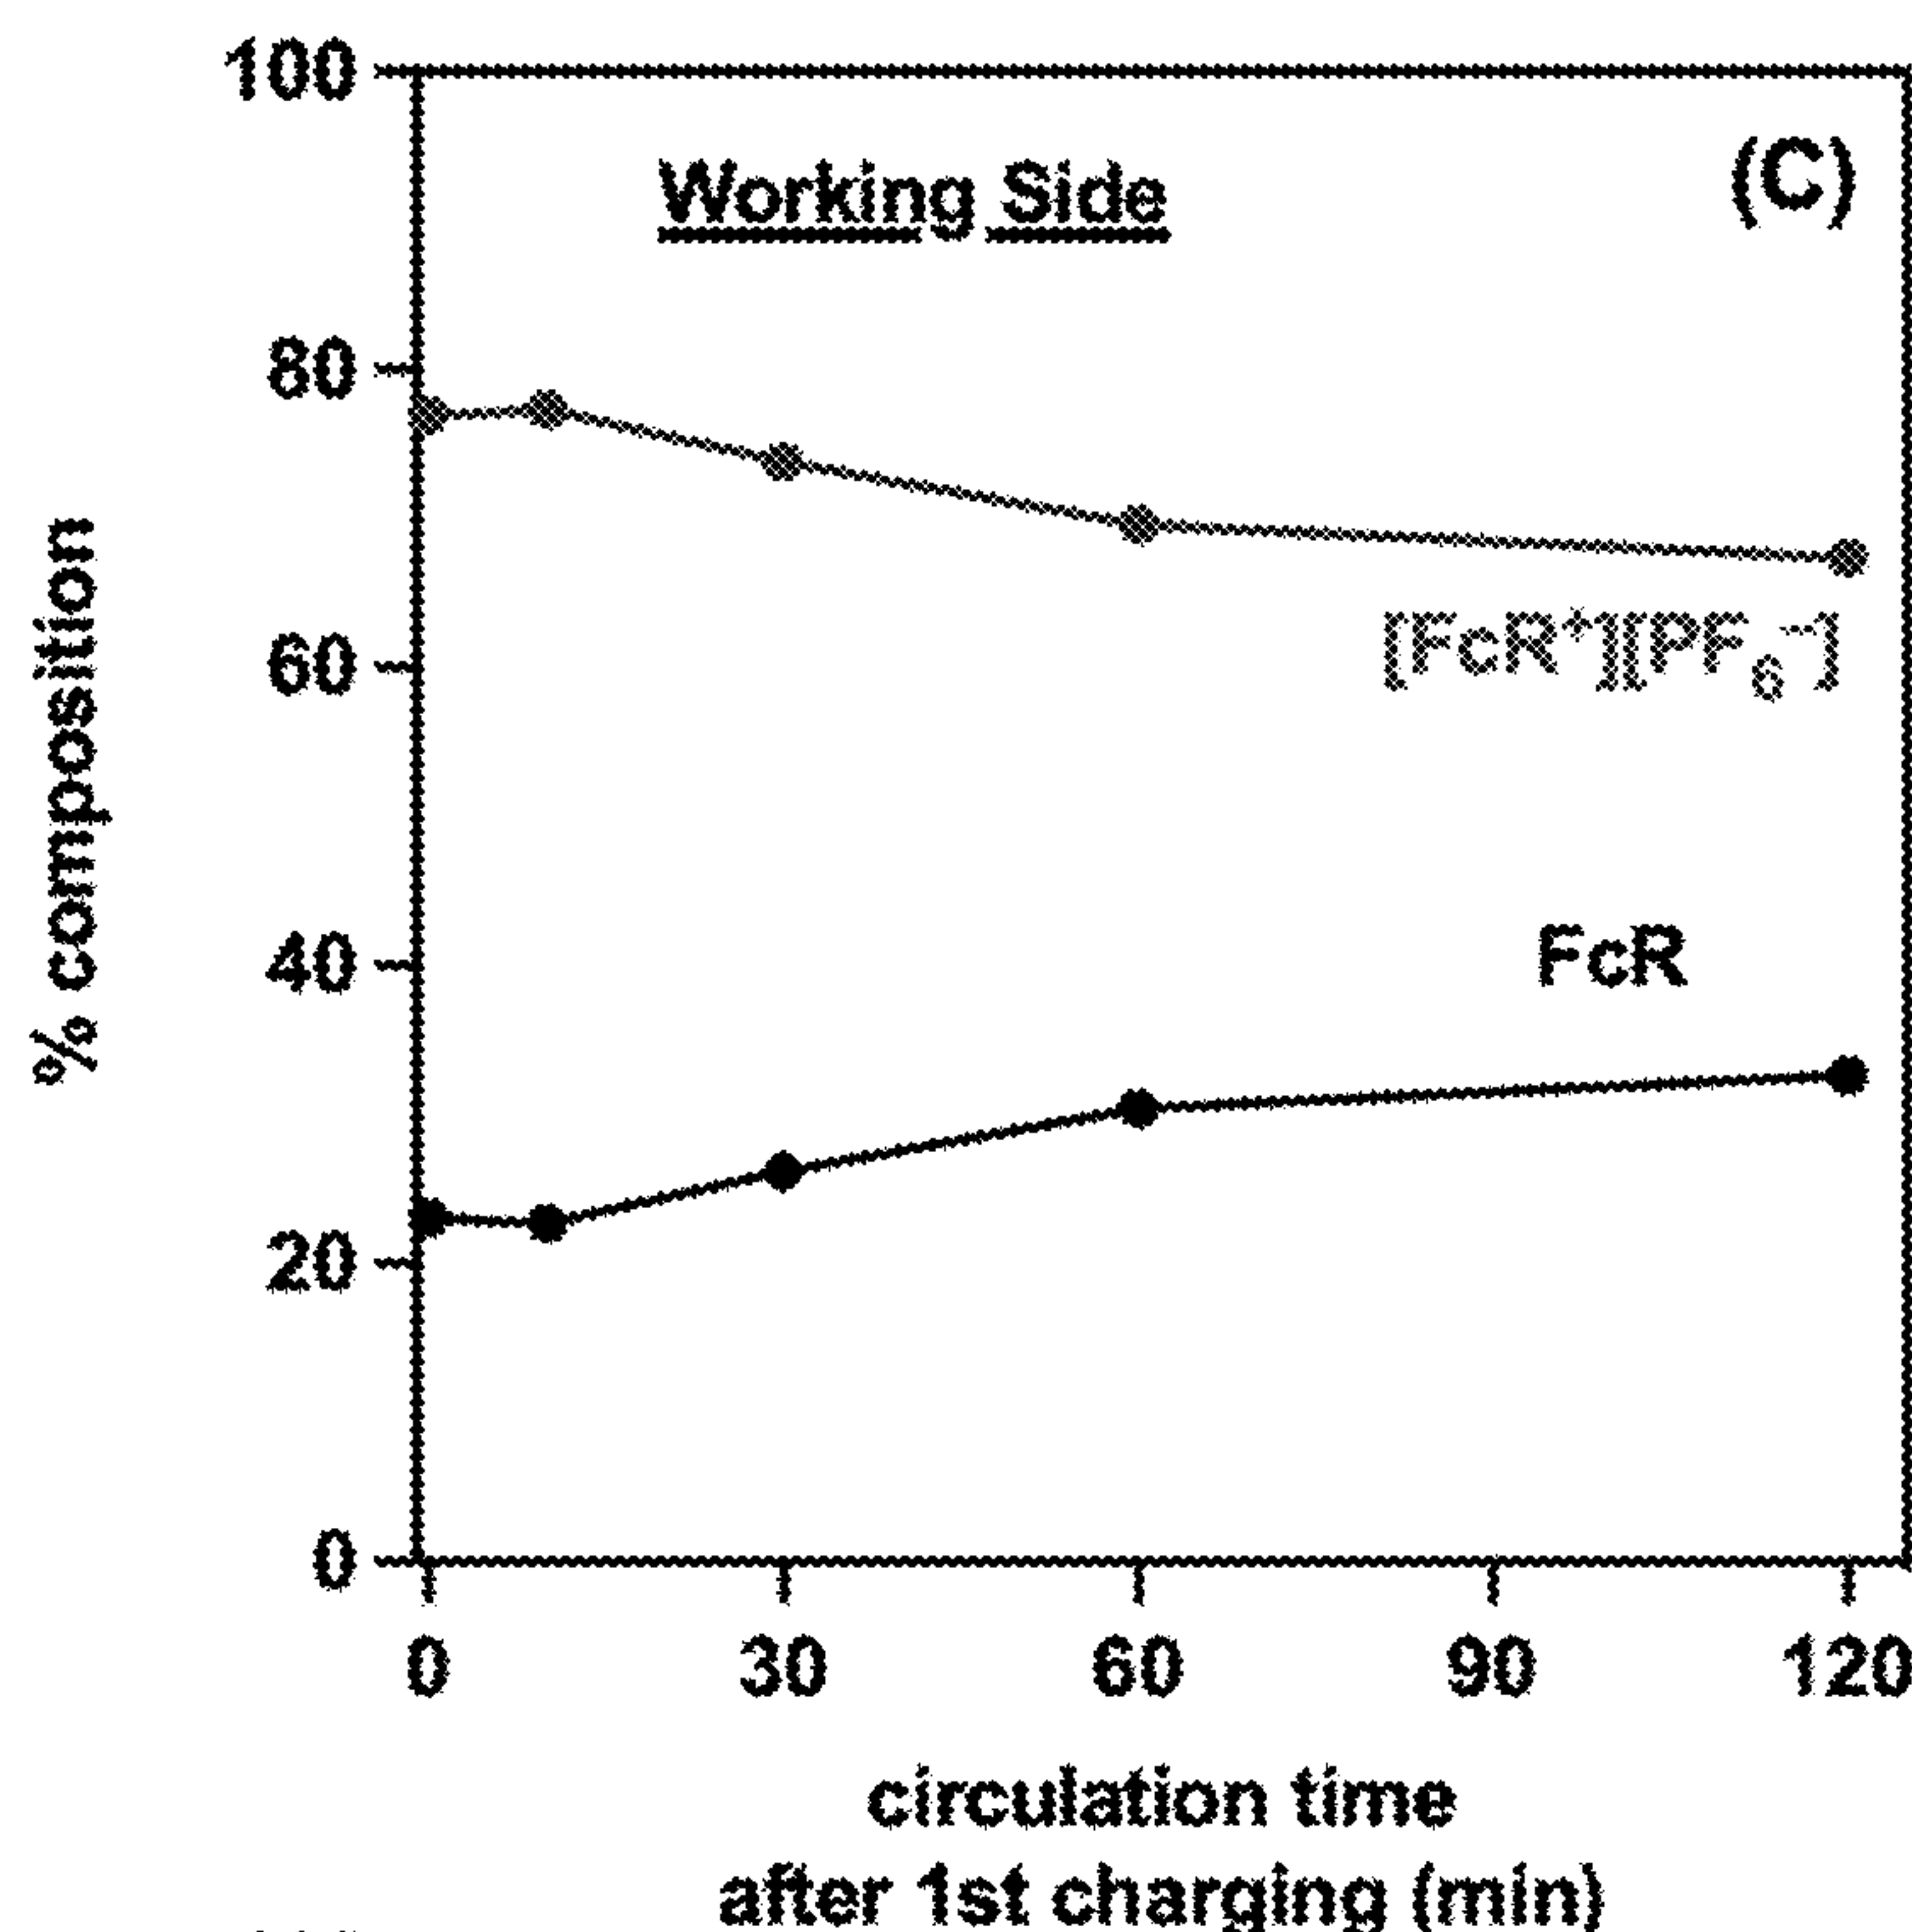 100
Working Side
(C)
80
[FcR⁺][PF₆⁻]
60
% composition
40
FcR
20
0
0 30 60 90 120
circulation time
after 1st charging (min)